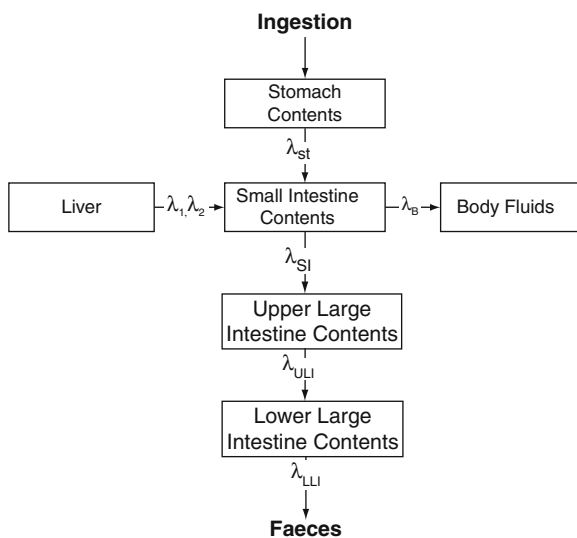 Ingestion
Stomach
Contents
λst
Liver
λ1,λ2
Small Intestine
Contents
λB
Body Fluids
λSI
Upper Large
Intestine Contents
λULI
Lower Large
Intestine Contents
λLLI
Faeces